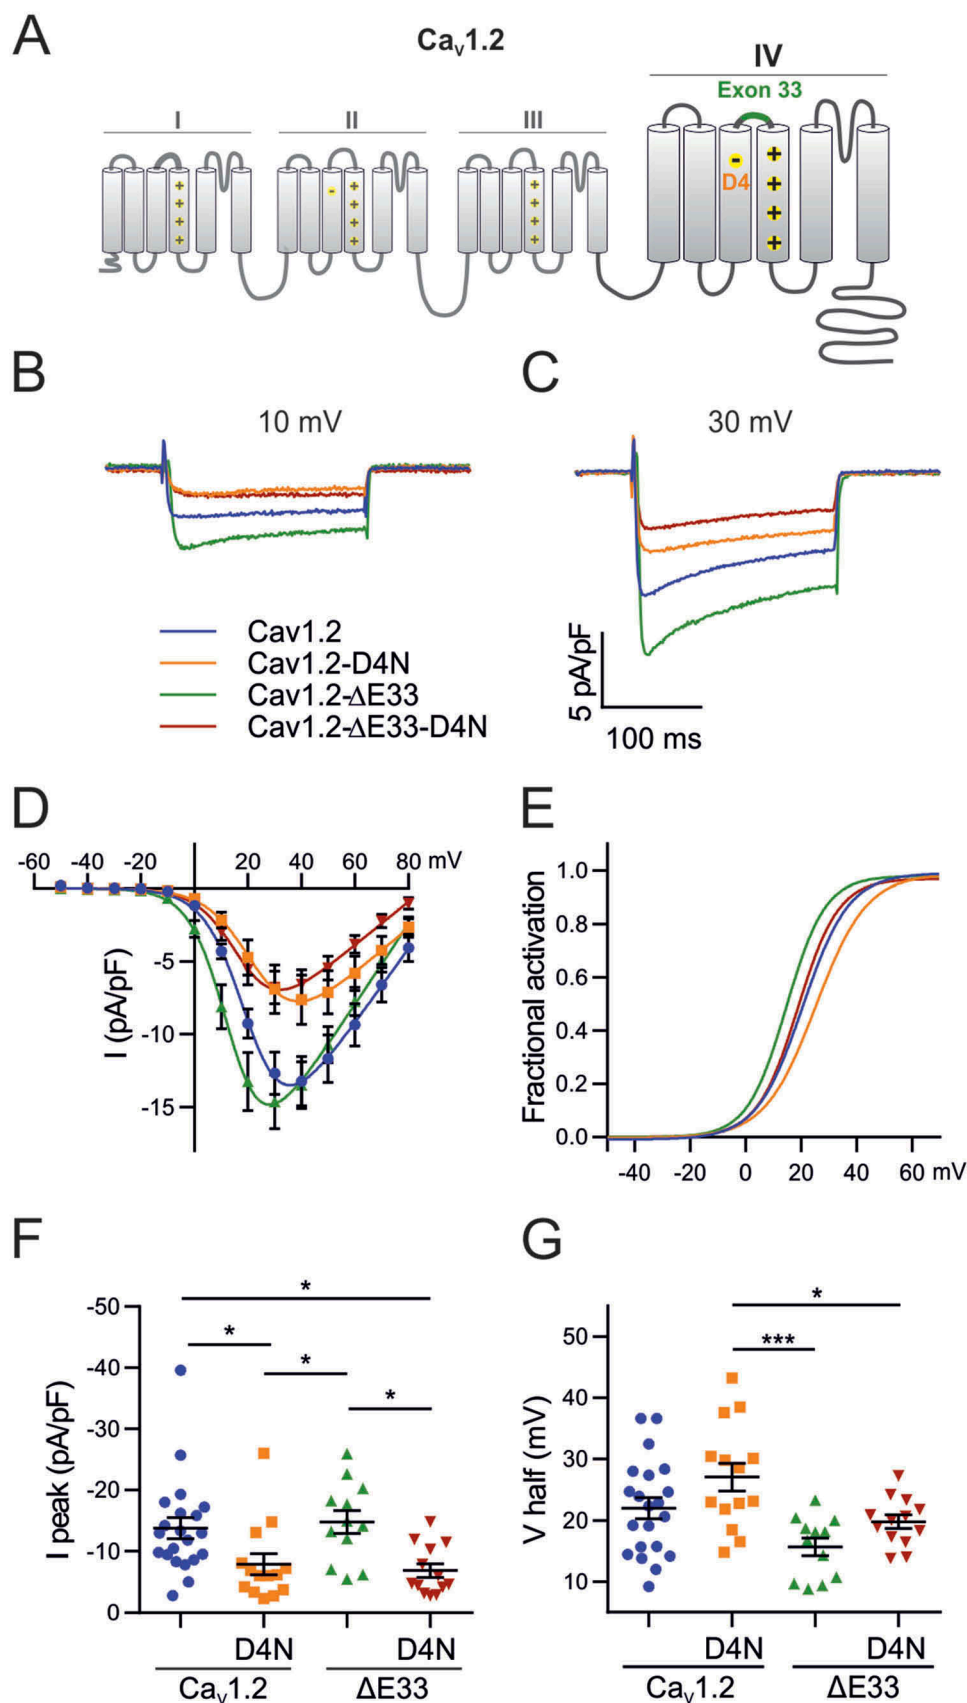 A
Ca_V1.2
I
II
III
IV
Exon 33
+
+
+
+
-
+
+
+
+
+
+
+
+
-
D4
+
+
+
+
B
10 mV
C
30 mV
Cav1.2
Cav1.2-D4N
Cav1.2-ΔE33
Cav1.2-ΔE33-D4N
5 pA/pF
100 ms
D
-60 -40 -20 20 40 60 80 mV
-5
-10
-15
I (pA/pF)
E
Fractional activation
1.0
0.8
0.6
0.4
0.2
0.0
-40 -20 0 20 40 60 mV
F
I peak (pA/pF)
-50
-40
-30
-20
-10
0
*
*
*
*
D4N D4N
Ca_V1.2 ΔE33
G
V half (mV)
50
40
30
20
10
*
***
D4N D4N
Ca_V1.2 ΔE33